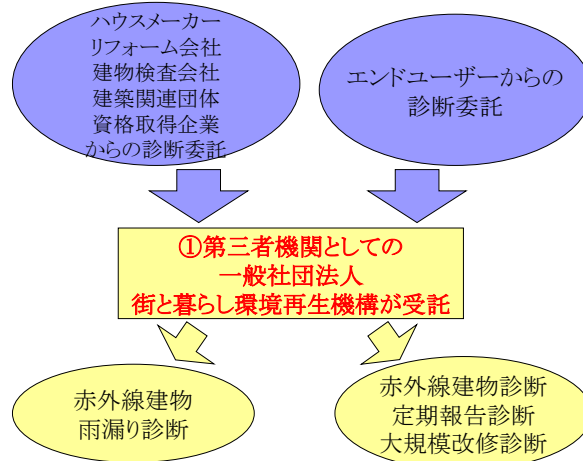 ハウスメーカー
リフォーム会社
建物検査会社
建築関連団体
資格取得企業
からの診断委託
エンドユーザーからの
診断委託
①第三者機関としての
一般社団法人
街と暮らし環境再生機構が受託
赤外線建物
雨漏り診断
赤外線建物診断
定期報告診断
大規模改修診断